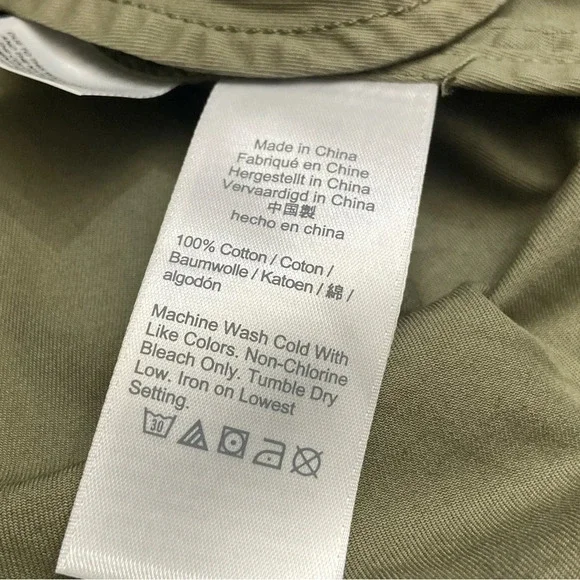 Made in China
Fabriqué en Chine
Hergestellt in China
Vervaardigd in China
中国製
hecho en china
100% Cotton / Coton /
Baumwolle / Katoen / 綿 /
algodón
Machine Wash Cold With
Like Colors. Non-Chlorine
Bleach Only. Tumble Dry
Low. Iron on Lowest
Setting.
30